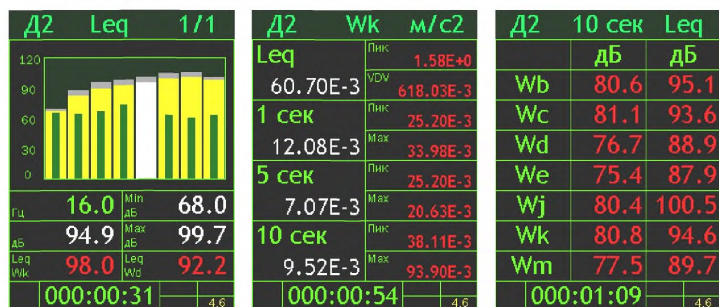 Д2 Leq 1/1
120
90
60
30
0
Гц 16.0 Min дБ 68.0
дБ 94.9 Max дБ 99.7
Leq Wk 98.0 Leq Wd 92.2
000:00:31 4.6
Д2 Wk м/с2
Leq Пик 1.58E+0
60.70E-3 VDV 618.03E-3
1 сек Пик 25.20E-3
12.08E-3 Max 33.98E-3
5 сек Пик 25.20E-3
7.07E-3 Max 20.63E-3
10 сек Пик 38.11E-3
9.52E-3 Max 93.90E-3
000:00:54 4.6
Д2 10 сек Leq
дБ дБ
Wb 80.6 95.1
Wc 81.1 93.6
Wd 76.7 88.9
We 75.4 87.9
Wj 80.4 100.5
Wk 80.8 94.6
Wm 77.5 89.7
000:01:09 4.6